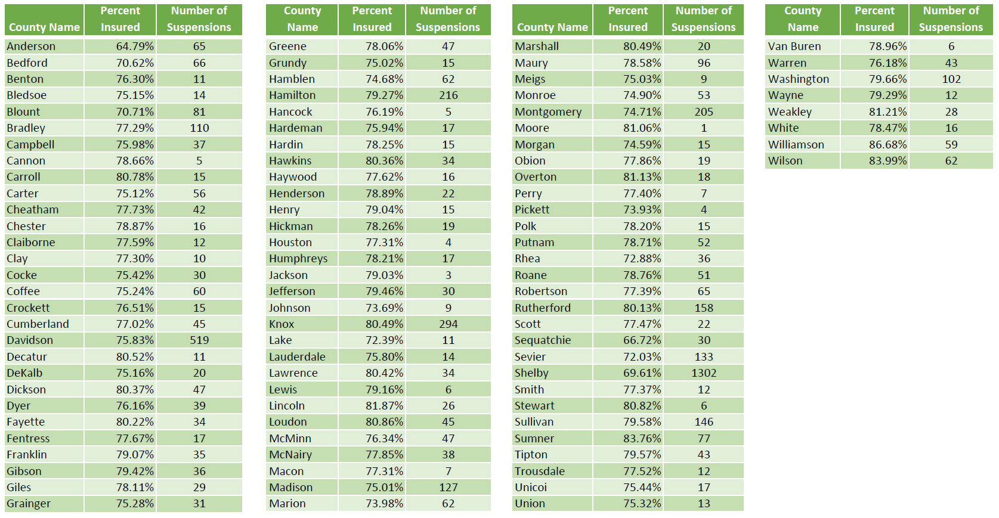 County Name Percent Insured Number of Suspensions
Anderson 64.79% 65
Bedford 70.62% 66
Benton 76.30% 11
Bledsoe 75.15% 14
Blount 70.71% 81
Bradley 77.29% 110
Campbell 75.98% 37
Cannon 78.66% 5
Carroll 80.78% 15
Carter 75.12% 56
Cheatham 77.73% 42
Chester 78.87% 16
Claiborne 77.59% 12
Clay 77.30% 10
Cocke 75.42% 30
Coffee 75.24% 60
Crockett 76.51% 15
Cumberland 77.02% 45
Davidson 75.83% 519
Decatur 80.52% 11
DeKalb 75.16% 20
Dickson 80.37% 47
Dyer 76.16% 39
Fayette 80.22% 34
Fentress 77.67% 17
Franklin 79.07% 35
Gibson 79.42% 36
Giles 78.11% 29
Grainger 75.28% 31
County Name Percent Insured Number of Suspensions
Greene 78.06% 47
Grundy 75.02% 15
Hamblen 74.68% 62
Hamilton 79.27% 216
Hancock 76.19% 5
Hardeman 75.94% 17
Hardin 78.25% 15
Hawkins 80.36% 34
Haywood 77.62% 16
Henderson 78.89% 22
Henry 79.04% 15
Hickman 78.26% 19
Houston 77.31% 4
Humphreys 78.21% 17
Jackson 79.03% 3
Jefferson 79.46% 30
Johnson 73.69% 9
Knox 80.49% 294
Lake 72.39% 11
Lauderdale 75.80% 14
Lawrence 80.42% 34
Lewis 79.16% 6
Lincoln 81.87% 26
Loudon 80.86% 45
McMinn 76.34% 47
McNairy 77.85% 38
Macon 77.31% 7
Madison 75.01% 127
Marion 73.98% 62
County Name Percent Insured Number of Suspensions
Marshall 80.49% 20
Maury 78.58% 96
Meigs 75.03% 9
Monroe 74.90% 53
Montgomery 74.71% 205
Moore 81.06% 1
Morgan 74.59% 15
Obion 77.86% 19
Overton 81.13% 18
Perry 77.40% 7
Pickett 73.93% 4
Polk 78.20% 15
Putnam 78.71% 52
Rhea 72.88% 36
Roane 78.76% 51
Robertson 77.39% 65
Rutherford 80.13% 158
Scott 77.47% 22
Sequatchie 66.72% 30
Sevier 72.03% 133
Shelby 69.61% 1302
Smith 77.37% 12
Stewart 80.82% 6
Sullivan 79.58% 146
Sumner 83.76% 77
Tipton 79.57% 43
Trousdale 77.52% 12
Unicoi 75.44% 17
Union 75.32% 13
County Name Percent Insured Number of Suspensions
Van Buren 78.96% 6
Warren 76.18% 43
Washington 79.66% 102
Wayne 79.29% 12
Weakley 81.21% 28
White 78.47% 16
Williamson 86.68% 59
Wilson 83.99% 62